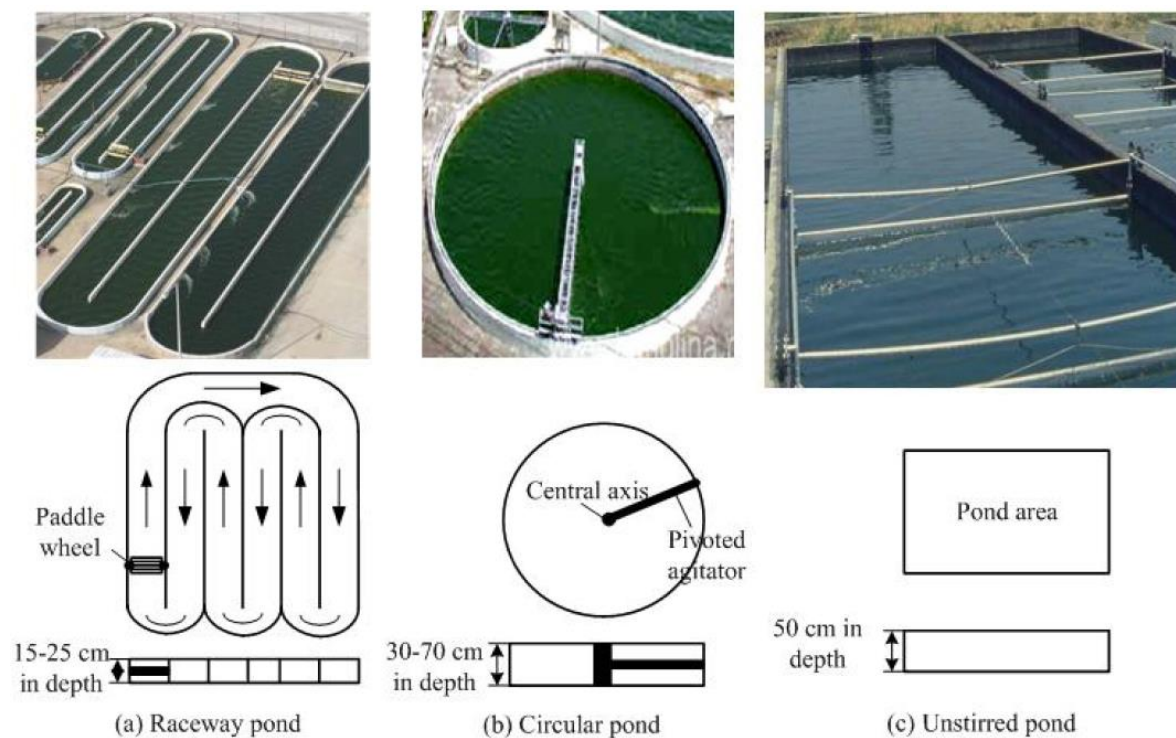 Paddle
wheel
15-25 cm
in depth
(a) Raceway pond
Central axis
Pivoted
agitator
30-70 cm
in depth
(b) Circular pond
Pond area
50 cm in
depth
(c) Unstirred pond